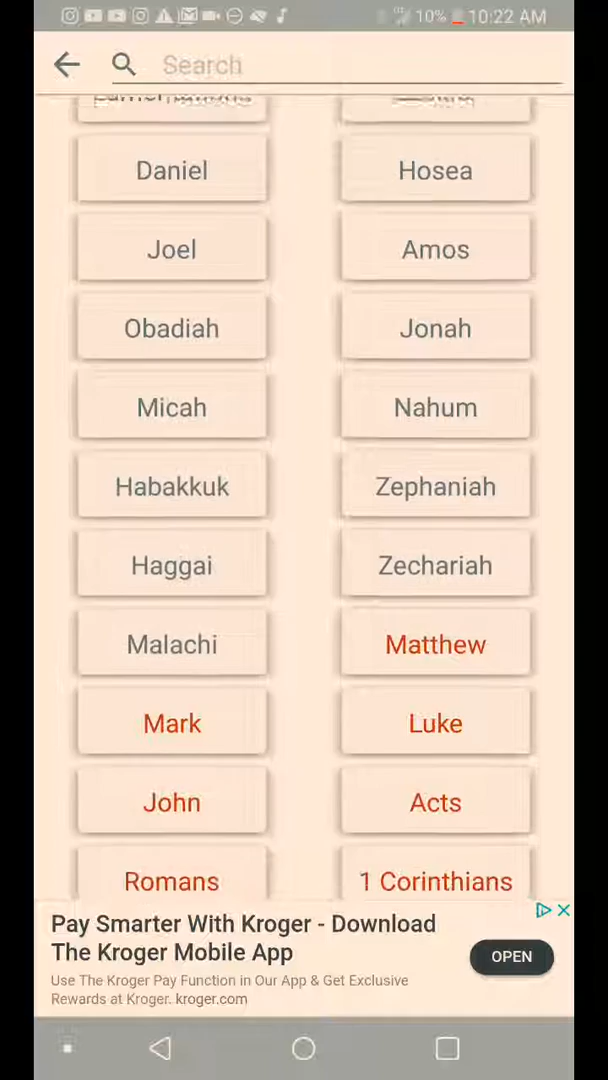 10% 10:22 AM
Search
Daniel Hosea
Joel Amos
Obadiah Jonah
Micah Nahum
Habakkuk Zephaniah
Haggai Zechariah
Malachi Matthew
Mark Luke
John Acts
Romans 1 Corinthians
Pay Smarter With Kroger - Download
The Kroger Mobile App
OPEN
Use The Kroger Pay Function in Our App & Get Exclusive
Rewards at Kroger. kroger.com